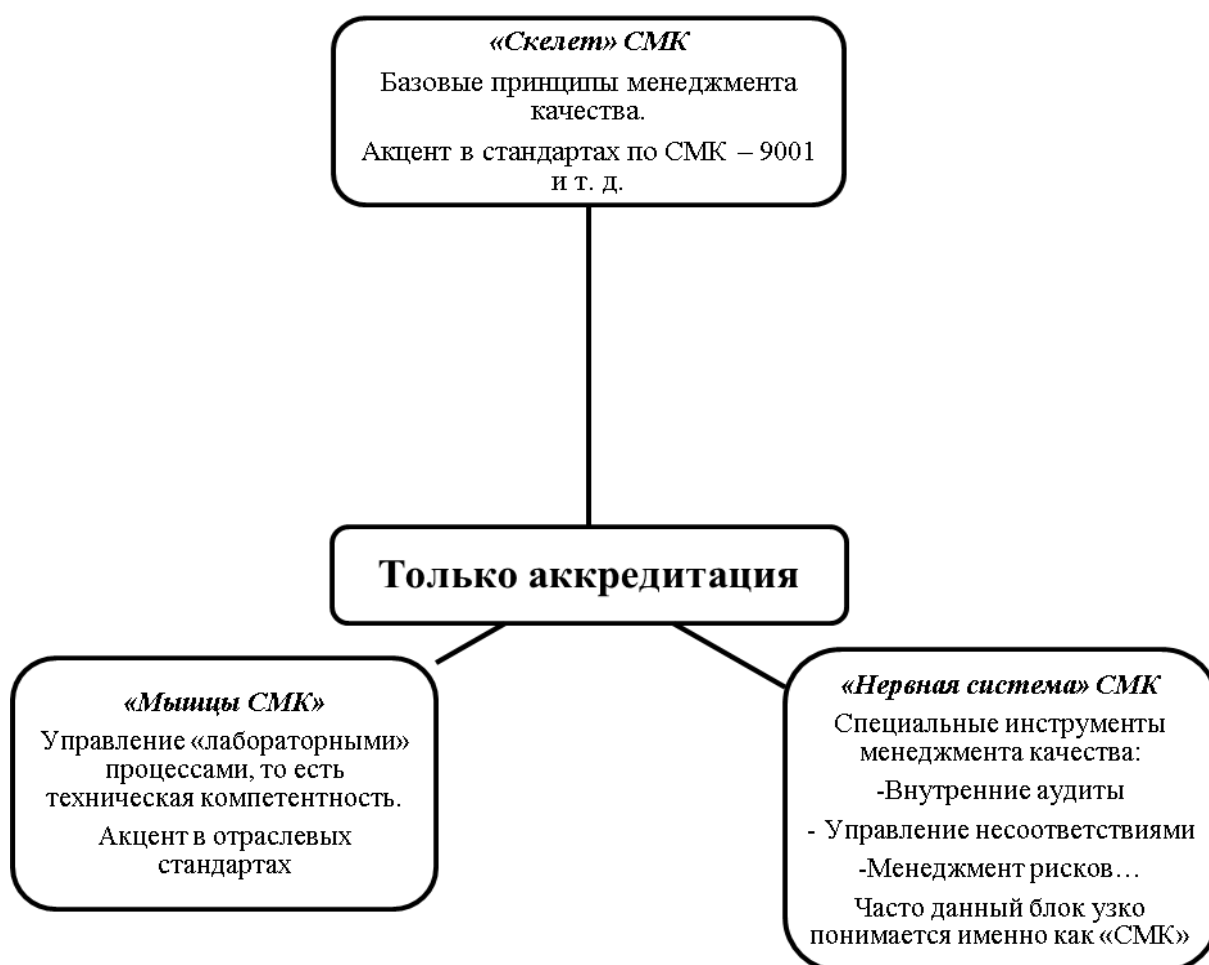 «Скелет» СМК
Базовые принципы менеджмента
качества.
Акцент в стандартах по СМК – 9001
и т. д.
Только аккредитация
«Мышцы СМК»
Управление «лабораторными»
процессами, то есть
техническая компетентность.
Акцент в отраслевых
стандартах
«Нервная система» СМК
Специальные инструменты
менеджмента качества:
-Внутренние аудиты
- Управление несоответствиями
-Менеджмент рисков…
Часто данный блок узко
понимается именно как «СМК»